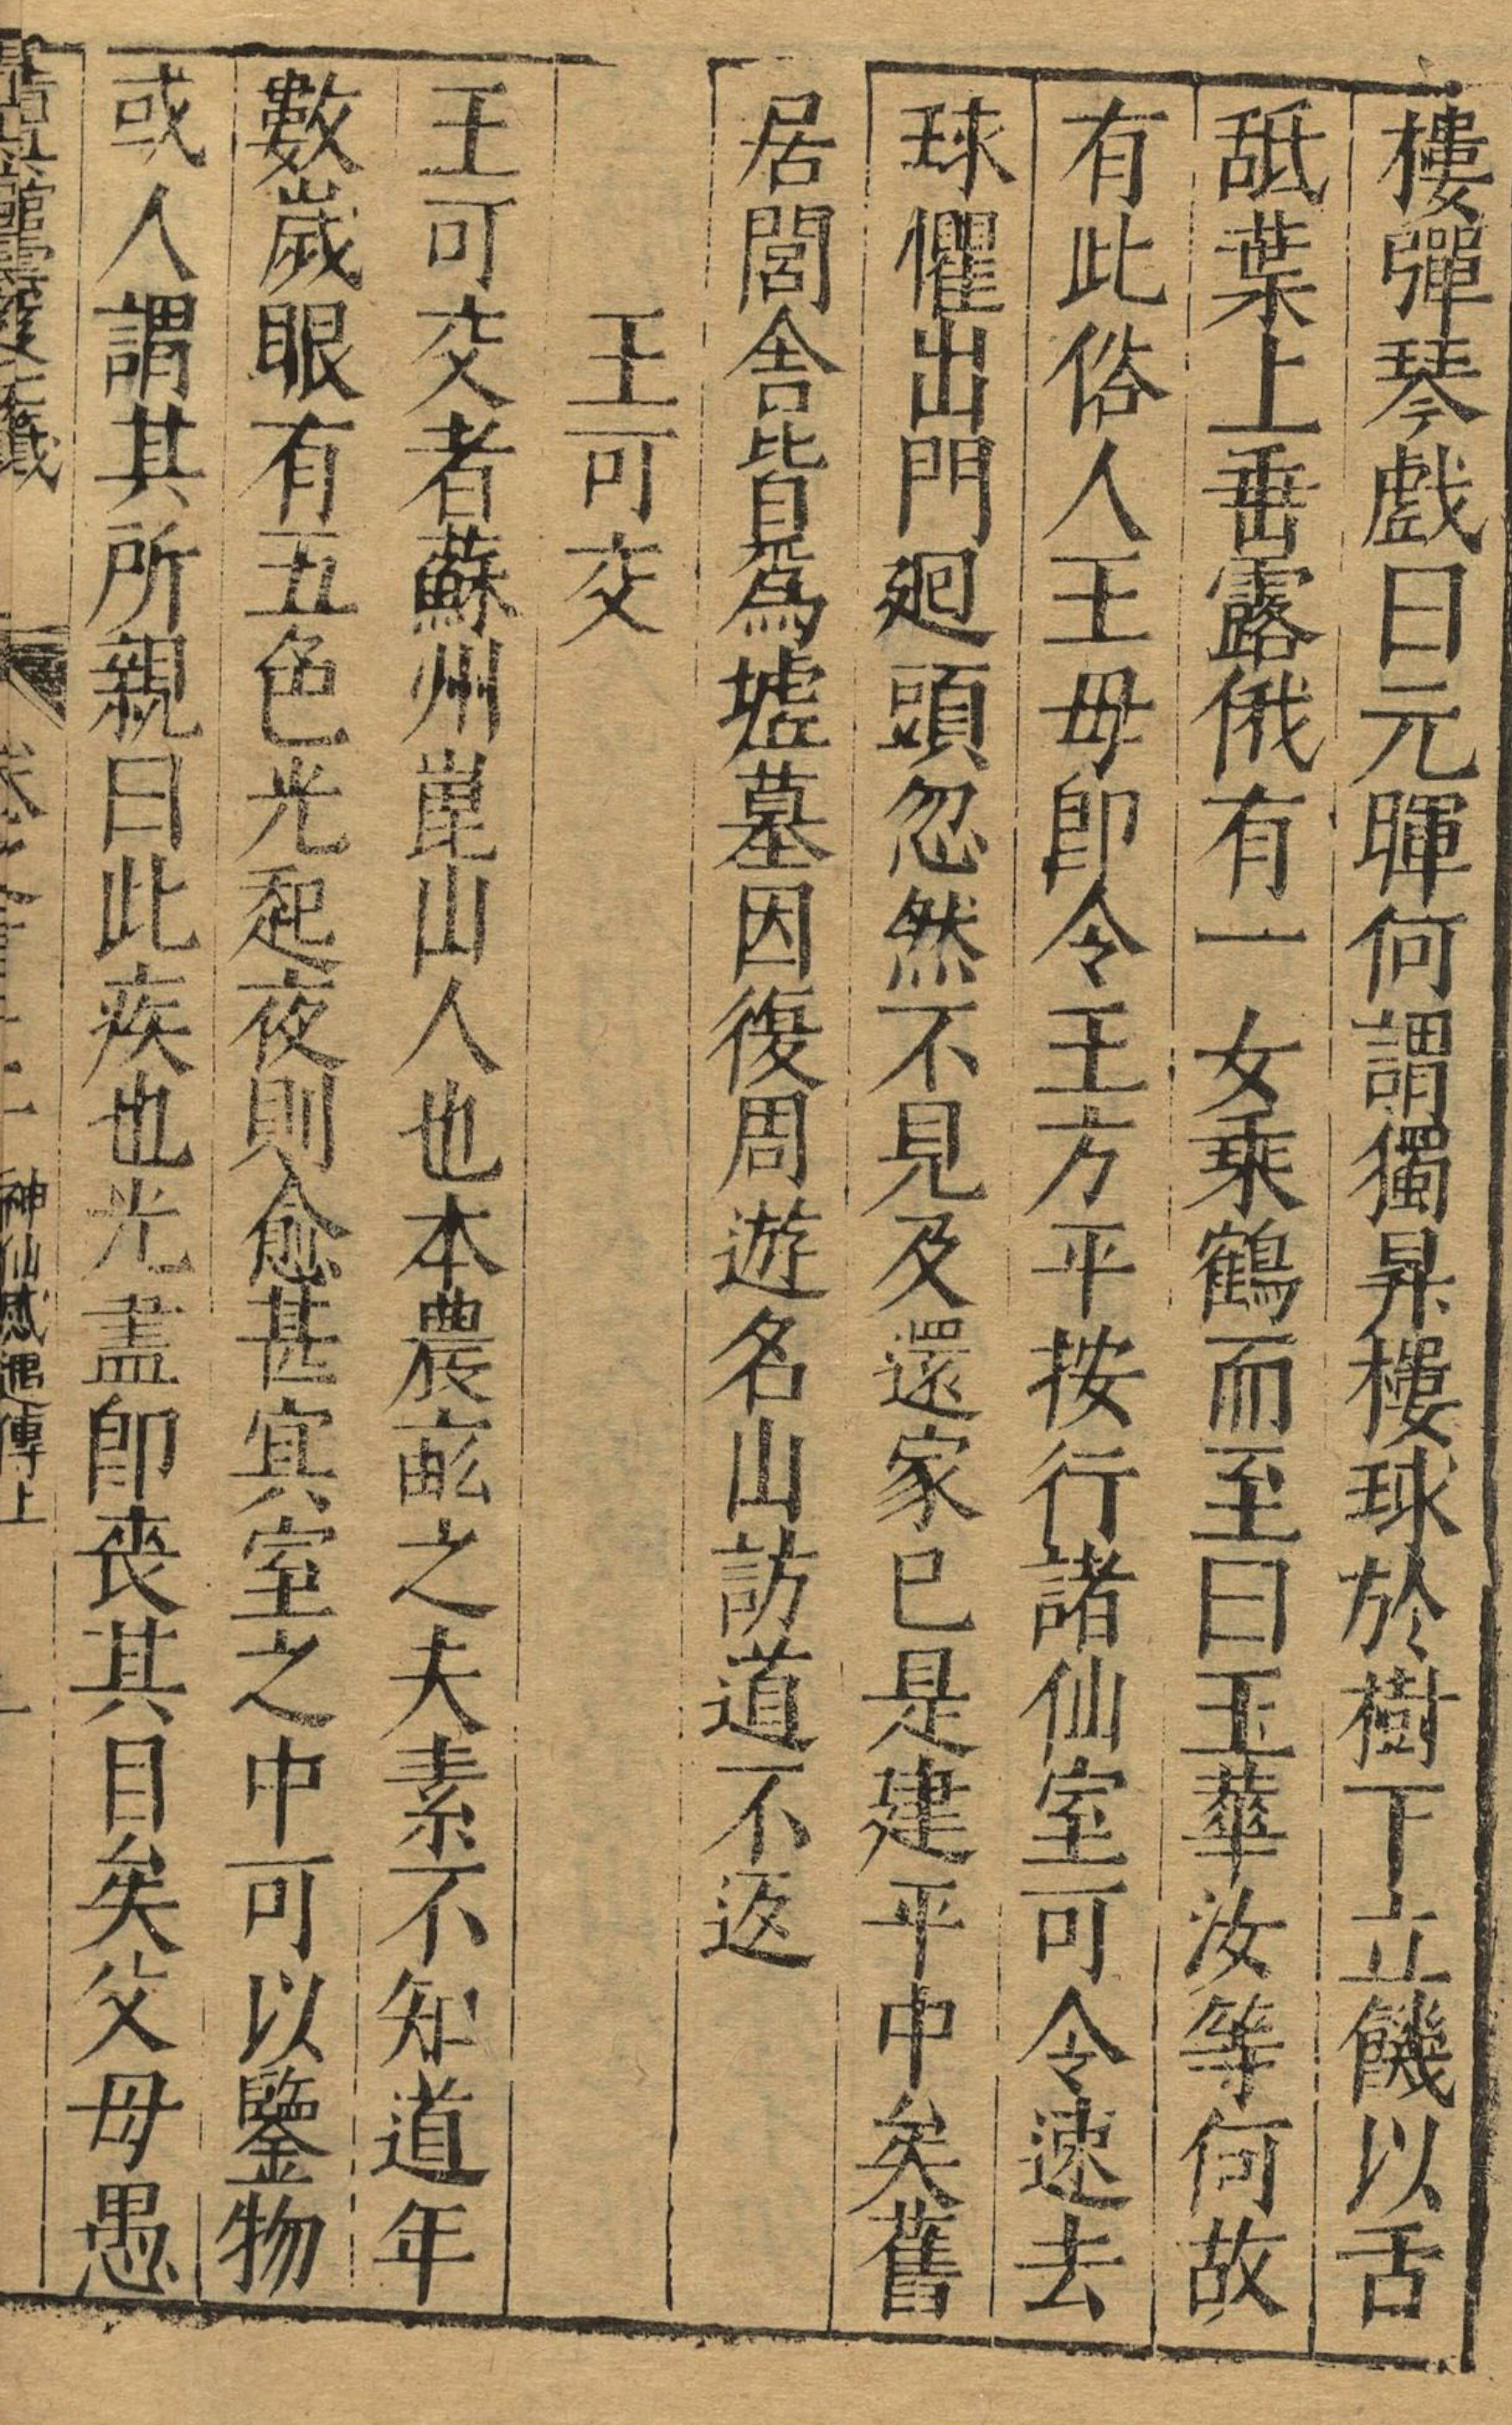 樓彈琴戲曰元暉何謂獨昇樓球於樹下立饑以舌
舐葉上垂露俄有一女乘鶴而至曰玉華汝等何故
有此俗人王母即令王方平按行諸仙室可令速去
球懼出門廻頭忽然不見及還家已是建平中矣舊
居閭舍皆爲墟墓因復周遊名山訪道不返
王可交
王可交者蘇州崑山人也本農畝之夫素不知道年
數歲眼有五色光起夜則愈甚㝠室之中可以鑒物
或人謂其所親曰此疾也光盡即喪其目矣父母愚
神仙感遇傳上